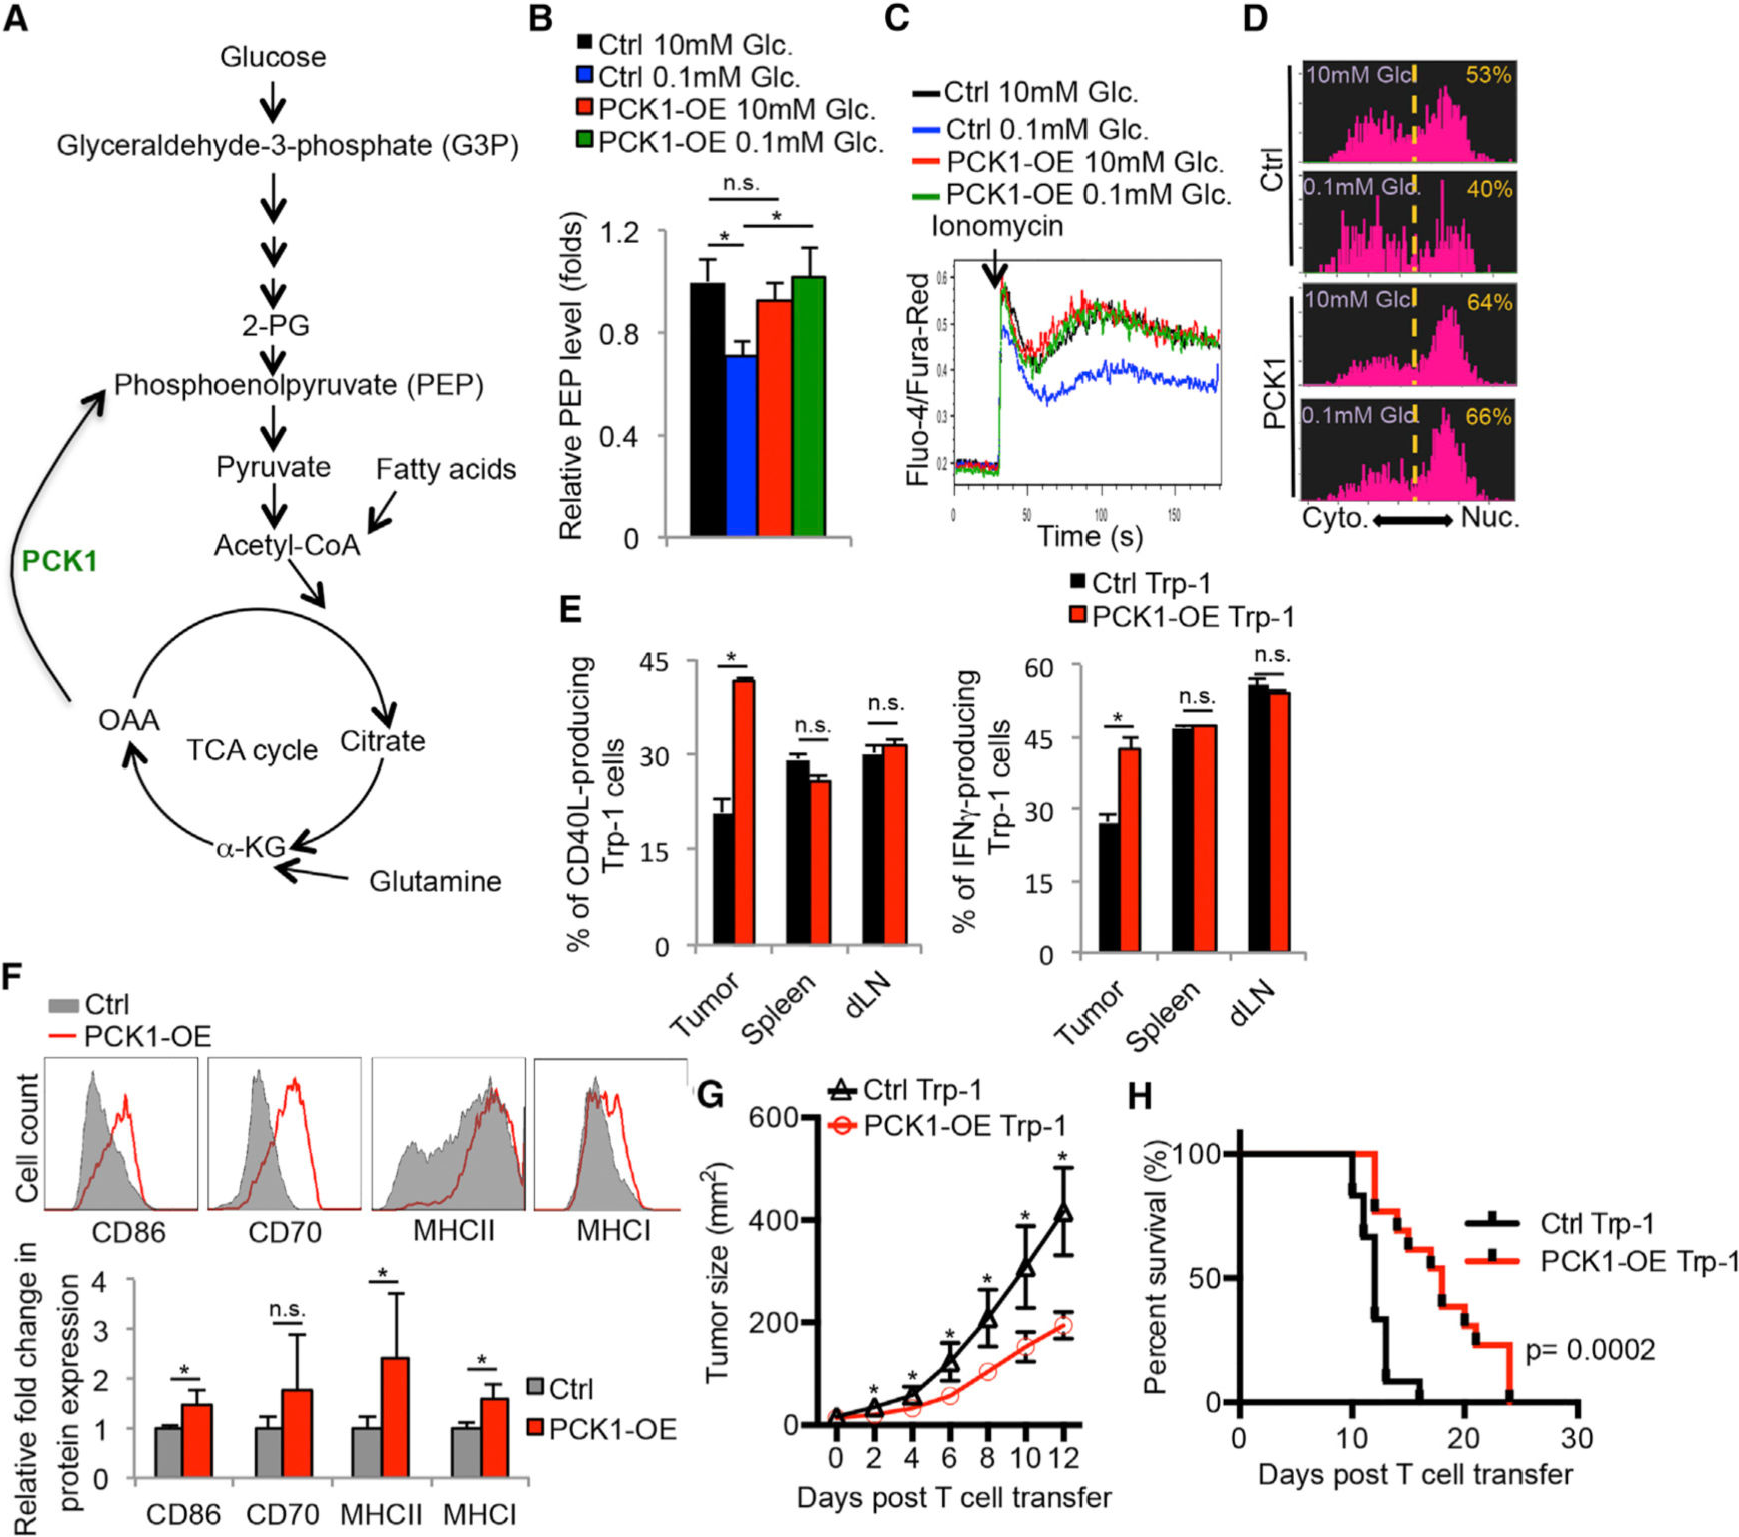 A
Glucose
Glyceraldehyde-3-phosphate (G3P)
2-PG
Phosphoenolpyruvate (PEP)
Pyruvate
Fatty acids
Acetyl-CoA
PCK1
OAA
TCA cycle
Citrate
α-KG
Glutamine
B
Ctrl 10mM Glc.
Ctrl 0.1mM Glc.
PCK1-OE 10mM Glc.
PCK1-OE 0.1mM Glc.
n.s.
*
*
Relative PEP level (folds)
1.2
0.8
0.4
0
C
Ctrl 10mM Glc.
Ctrl 0.1mM Glc.
PCK1-OE 10mM Glc.
PCK1-OE 0.1mM Glc.
Ionomycin
Fluo-4/Fura-Red
0.6
0.5
0.4
0.3
0.2
0 50 100 150
Time (s)
D
Ctrl
10mM Glc 53%
0.1mM Glc. 40%
PCK1
10mM Glc 64%
0.1mM Glc 66%
Cyto. Nuc.
E
Ctrl Trp-1
PCK1-OE Trp-1
% of CD40L-producing
Trp-1 cells
45
30
15
0
*
n.s.
n.s.
Tumor
Spleen
dLN
% of IFNγ-producing
Trp-1 cells
60
45
30
15
0
*
n.s.
n.s.
Tumor
Spleen
dLN
F
Ctrl
PCK1-OE
Cell count
CD86 CD70 MHCII MHCI
Relative fold change in
protein expression
4
3
2
1
0
*
n.s.
*
*
Ctrl
PCK1-OE
CD86 CD70 MHCII MHCI
G
Ctrl Trp-1
PCK1-OE Trp-1
Tumor size (mm²)
600
400
200
0
* * * * * *
0 2 4 6 8 10 12
Days post T cell transfer
H
Percent survival (%)
100
50
0
Ctrl Trp-1
PCK1-OE Trp-1
p= 0.0002
0 10 20 30
Days post T cell transfer